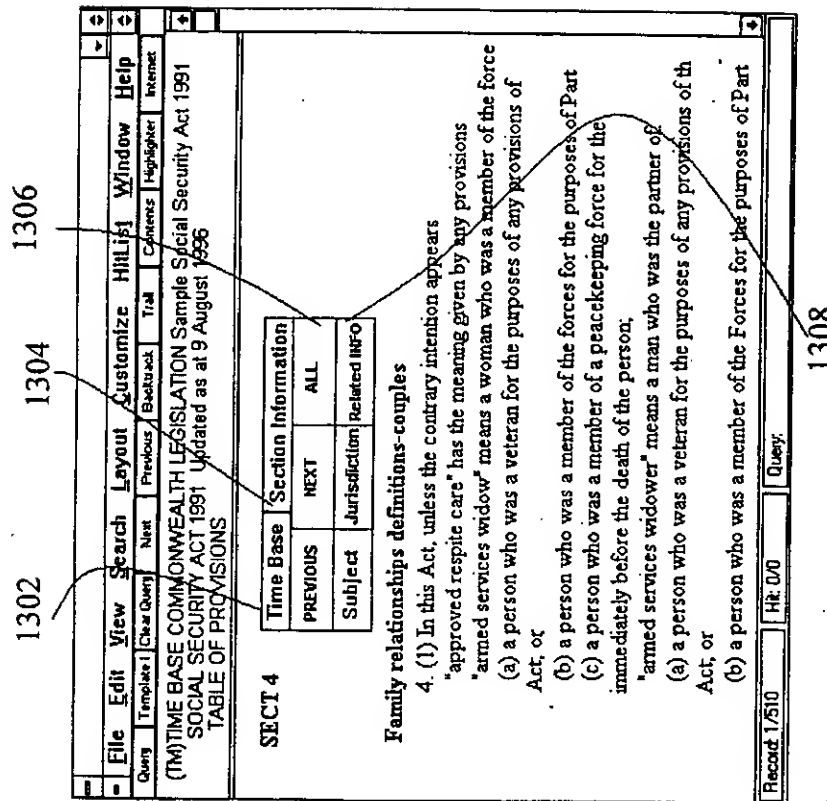 1302
1304
1306
File Edit View Search Layout Customize HitList Window Help
Query Template Clear Query Next Previous Backtrack Trail Contents Highlighter Internet
(TM)TIME BASE COMMONWEALTH LEGISLATION Sample Social Security Act 1991
SOCIAL SECURITY ACT 1991 Updated as at 9 August 1996
TABLE OF PROVISIONS
SECT 4
Time Base Section Information
PREVIOUS NEXT ALL
Subject Jurisdiction Related INFO
Family relationships definitions-couples
4. (1) In this Act, unless the contrary intention appears
"approved respite care" has the meaning given by any provisions
"armed services widow" means a woman who was a member of the force
(a) a person who was a veteran for the purposes of any provisions of
Act, or
(b) a person who was a member of the forces for the purposes of Part
(c) a person who was a member of a peacekeeping force for the
immediately before the death of the person;
"armed services widower" means a man who was the partner of
(a) a person who was a veteran for the purposes of any provisions of th
Act; or
(b) a person who was a member of the Forces for the purposes of Part
Record: 1/510 Hit: 0/0 Query:
1308